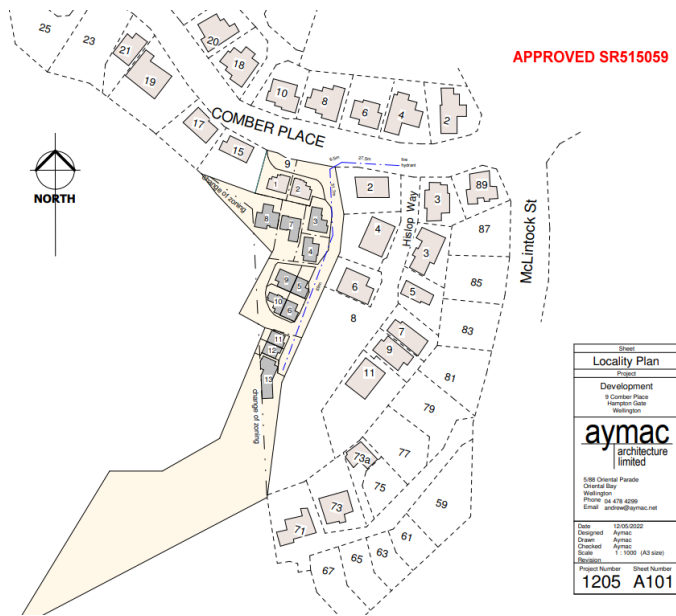 APPROVED SR515059
25
23
21
19
20
18
17
15
10
8
6
4
2
COMBER PLACE
9
6.5m
27.0m
fire
hydrant
change of zoning
NORTH
1
2
8
7
3
4
9
5
10
6
11
12
13
change of zoning
2
4
6
8
Hislop Way
3
3
5
7
9
11
89
87
85
83
81
79
77
75
73a
73
71
67
65
63
61
59
McLintock St
Sheet
Locality Plan
Project
Development
9 Comber Place
Hampton Gate
Wellington
aymac
architecture
limited
5/88 Oriental Parade
Oriental Bay
Wellington
Phone 04 478 4299
Email andrew@aymac.net
Date 12/05/2022
Designed Aymac
Drawn Aymac
Checked Aymac
Scale 1 : 1000 (A3 size)
Revision
Project Number Sheet Number
1205 A101